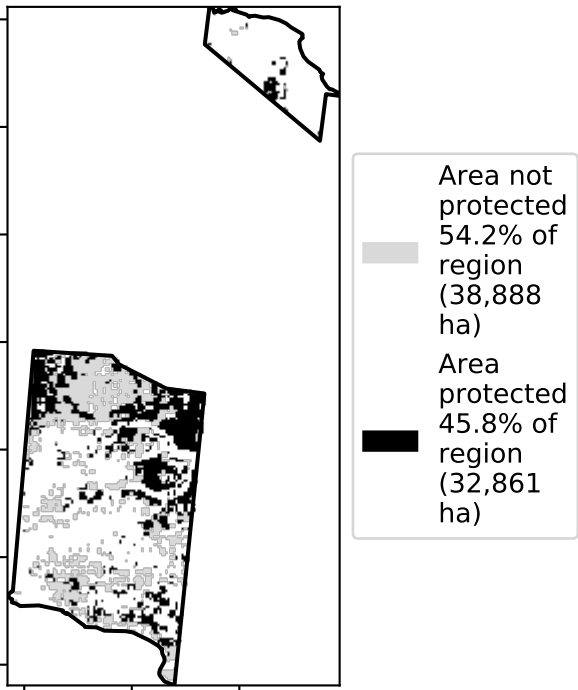 Area not
protected
54.2% of
region
(38,888
ha)
Area
protected
45.8% of
region
(32,861
ha)